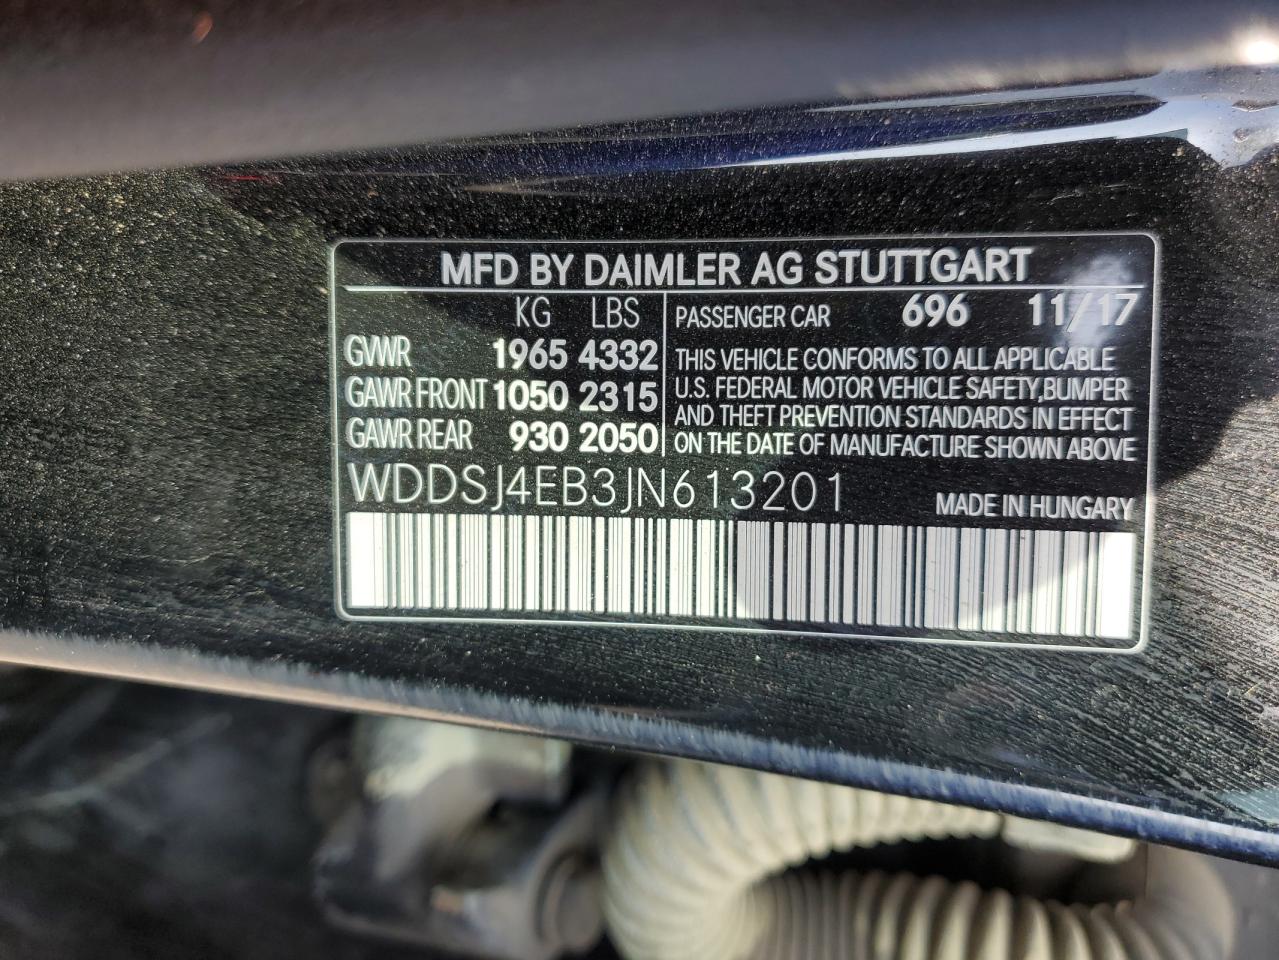 MFD BY DAIMLER AG STUTTGART
KG LBS
GVWR 1965 4332
GAWR FRONT 1050 2315
GAWR REAR 930 2050
PASSENGER CAR 696 11/17
THIS VEHICLE CONFORMS TO ALL APPLICABLE
U.S. FEDERAL MOTOR VEHICLE SAFETY,BUMPER
AND THEFT PREVENTION STANDARDS IN EFFECT
ON THE DATE OF MANUFACTURE SHOWN ABOVE
WDDSJ4EB3JN613201
MADE IN HUNGARY